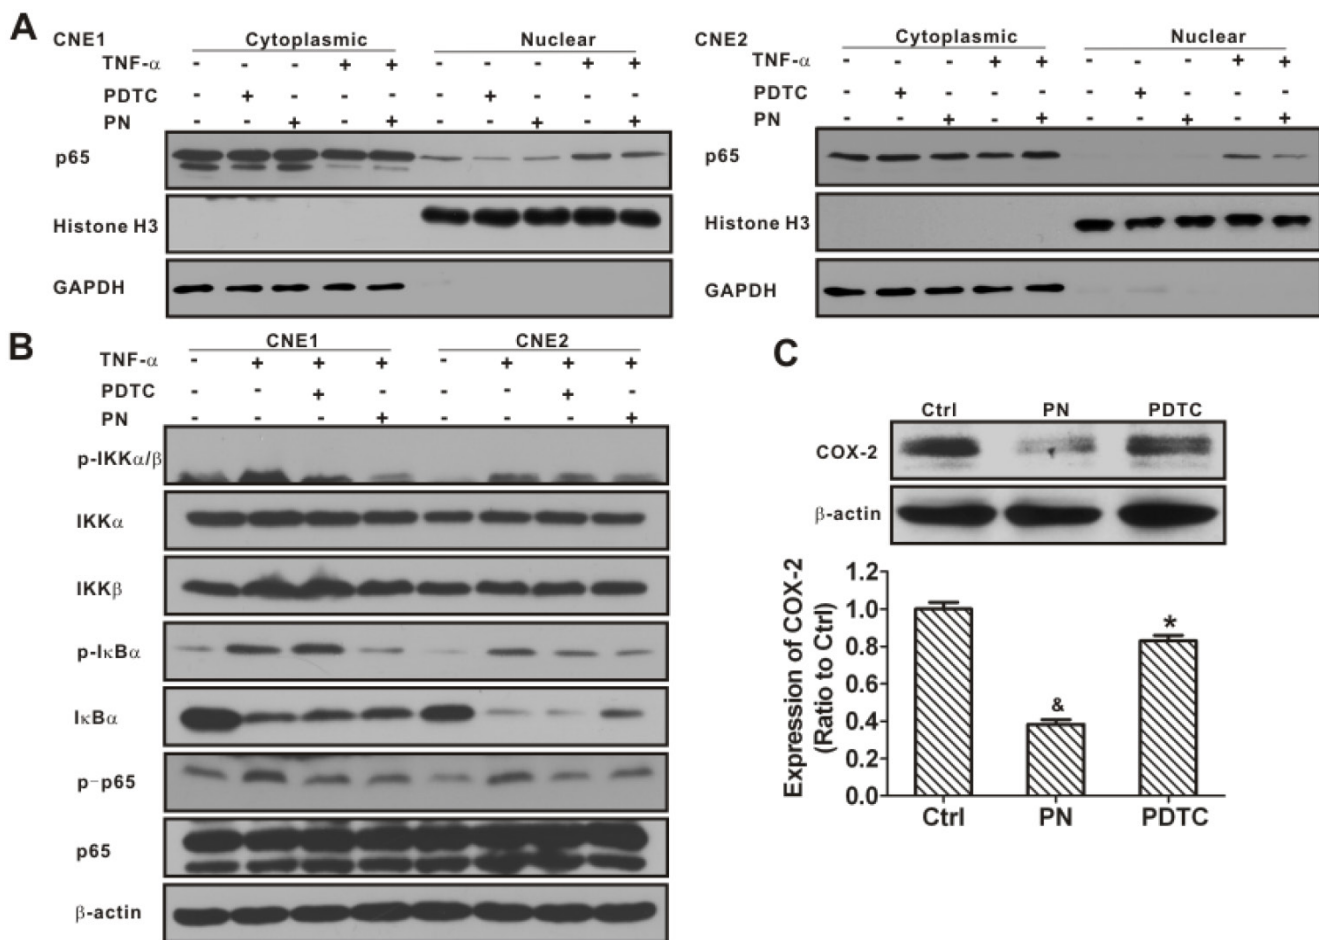 A
CNE1 Cytoplasmic Nuclear
TNF-α - - - + + - - - + +
PDTC - + - - - - + - - -
PN - - + - + - - + - +
p65
Histone H3
GAPDH
CNE2 Cytoplasmic Nuclear
TNF-α - - - + + - - - + +
PDTC - + - - - - + - - -
PN - - + - + - - + - +
p65
Histone H3
GAPDH
B
CNE1 CNE2
TNF-α - + + + - + + +
PDTC - - + - - - + -
PN - - - + - - - +
p-IKKα/β
IKKα
IKKβ
p-IκBα
IκBα
p-p65
p65
β-actin
C
Ctrl PN PDTC
COX-2
β-actin
Expression of COX-2
(Ratio to Ctrl)
1.2
1.0
0.8
0.6
0.4
0.2
0.0
&
*
Ctrl PN PDTC